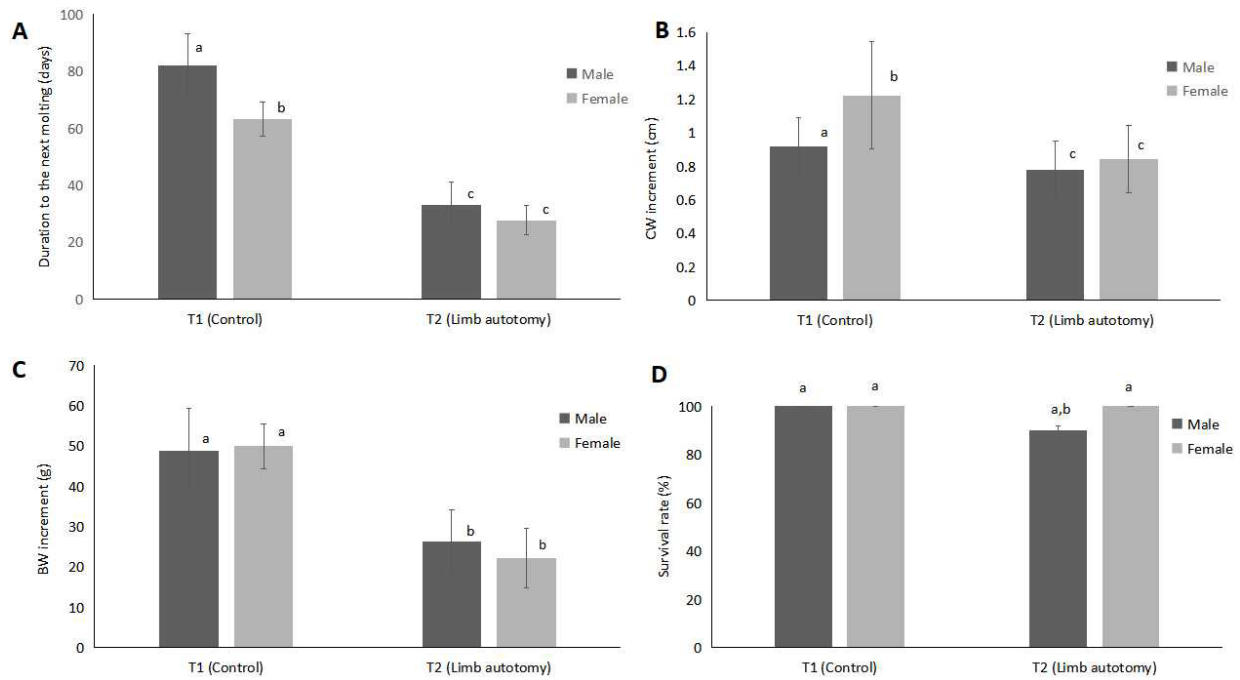 A
Duration to the next molting (days)
100
80
60
40
20
0
a
b
c
c
Male
Female
T1 (Control)
T2 (Limb autotomy)
B
CW increment (cm)
1.6
1.4
1.2
1
0.8
0.6
0.4
0.2
0
a
b
c
c
Male
Female
T1 (Control)
T2 (Limb autotomy)
C
BW increment (g)
70
60
50
40
30
20
10
0
a
a
b
b
Male
Female
T1 (Control)
T2 (Limb autotomy)
D
Survival rate (%)
100
80
60
40
20
0
a
a
a,b
a
Male
Female
T1 (Control)
T2 (Limb autotomy)